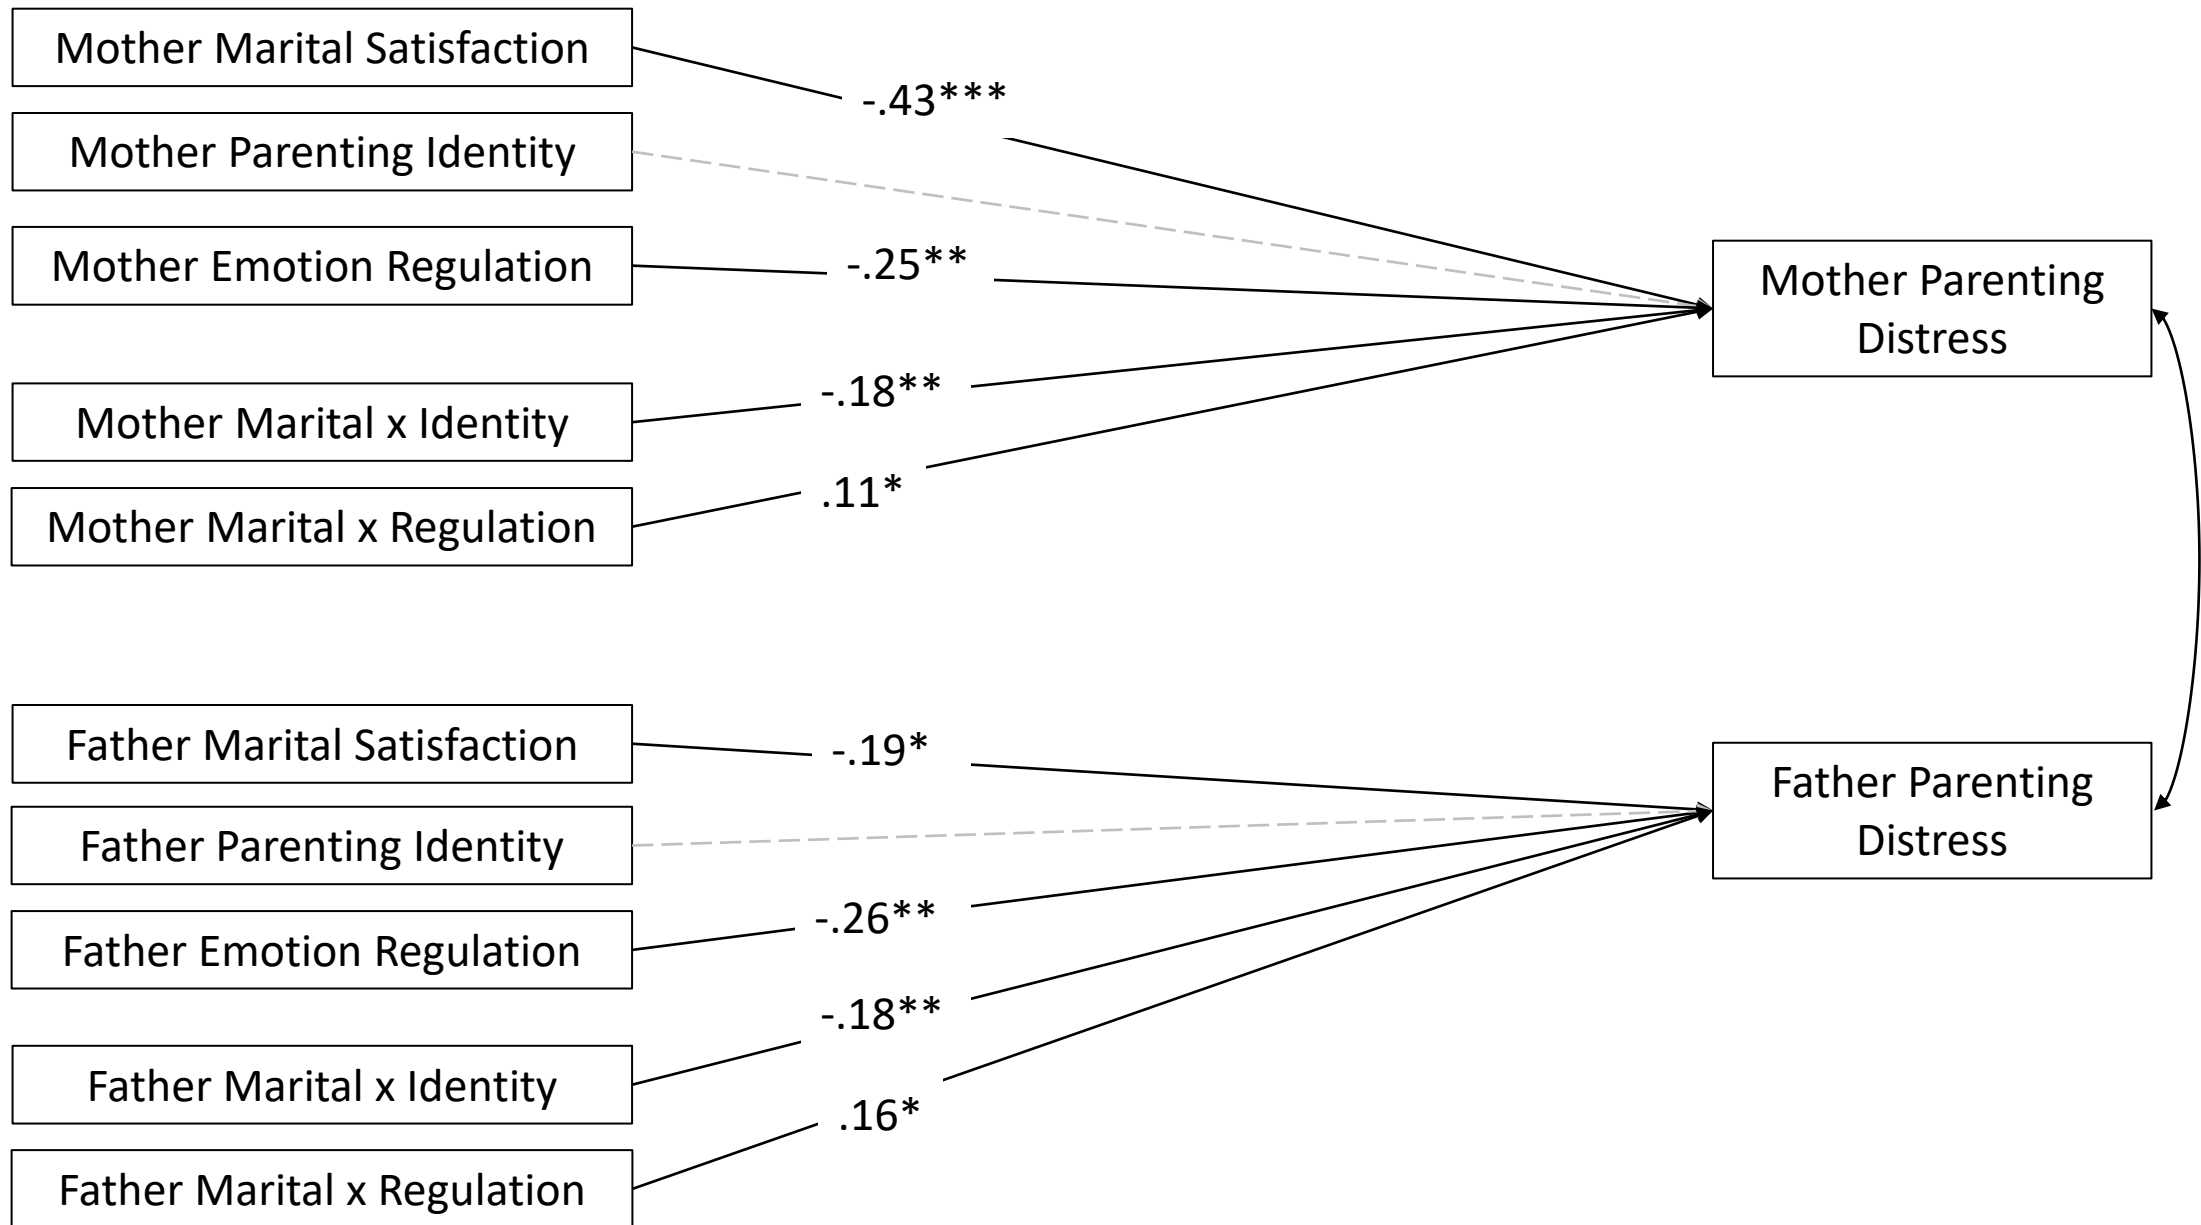 Mother Marital Satisfaction
-.43***
Mother Parenting Identity
Mother Emotion Regulation
-.25**
Mother Parenting
Distress
Mother Marital x Identity
-.18**
Mother Marital x Regulation
.11*
Father Marital Satisfaction
-.19*
Father Parenting Identity
Father Parenting
Distress
Father Emotion Regulation
-.26**
Father Marital x Identity
-.18**
Father Marital x Regulation
.16*